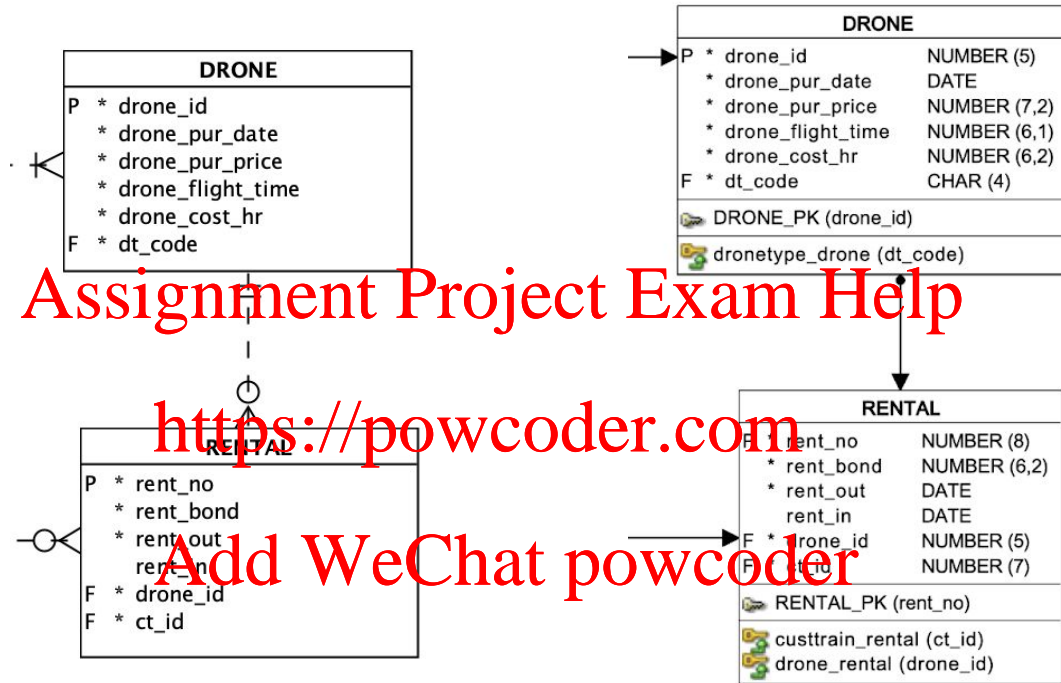 DRONE
P * drone_id
* drone_pur_date
* drone_pur_price
* drone_flight_time
* drone_cost_hr
F * dt_code
RENTAL
P * rent_no
* rent_bond
* rent_out
rent_in
F * drone_id
F * ct_id
DRONE
P * drone_id NUMBER (5)
* drone_pur_date DATE
* drone_pur_price NUMBER (7,2)
* drone_flight_time NUMBER (6,1)
* drone_cost_hr NUMBER (6,2)
F * dt_code CHAR (4)
DRONE_PK (drone_id)
dronetype_drone (dt_code)
RENTAL
P * rent_no NUMBER (8)
* rent_bond NUMBER (6,2)
* rent_out DATE
rent_in DATE
F * drone_id NUMBER (5)
F * ct_id NUMBER (7)
RENTAL_PK (rent_no)
custtrain_rental (ct_id)
drone_rental (drone_id)
Assignment Project Exam Help
https://powcoder.com
Add WeChat powcoder